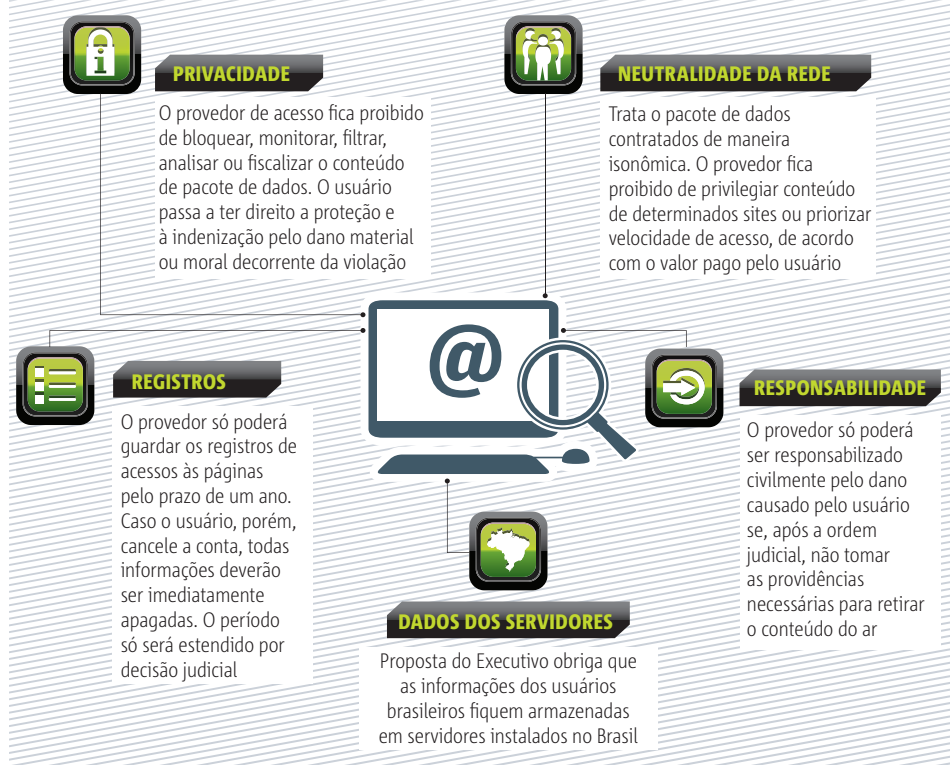 PRIVACIDADE
O provedor de acesso fica proibido
de bloquear, monitorar, filtrar,
analisar ou fiscalizar o conteúdo
de pacote de dados. O usuário
passa a ter direito a proteção e
à indenização pelo dano material
ou moral decorrente da violação
NEUTRALIDADE DA REDE
Trata o pacote de dados
contratados de maneira
isonômica. O provedor fica
proibido de privilegiar conteúdo
de determinados sites ou priorizar
velocidade de acesso, de acordo
com o valor pago pelo usuário
@
REGISTROS
O provedor só poderá
guardar os registros de
acessos às páginas
pelo prazo de um ano.
Caso o usuário, porém,
cancele a conta, todas
informações deverão
ser imediatamente
apagadas. O período
só será estendido por
decisão judicial
RESPONSABILIDADE
O provedor só poderá
ser responsabilizado
civilmente pelo dano
causado pelo usuário
se, após a ordem
judicial, não tomar
as providências
necessárias para retirar
o conteúdo do ar
DADOS DOS SERVIDORES
Proposta do Executivo obriga que
as informações dos usuários
brasileiros fiquem armazenadas
em servidores instalados no Brasil